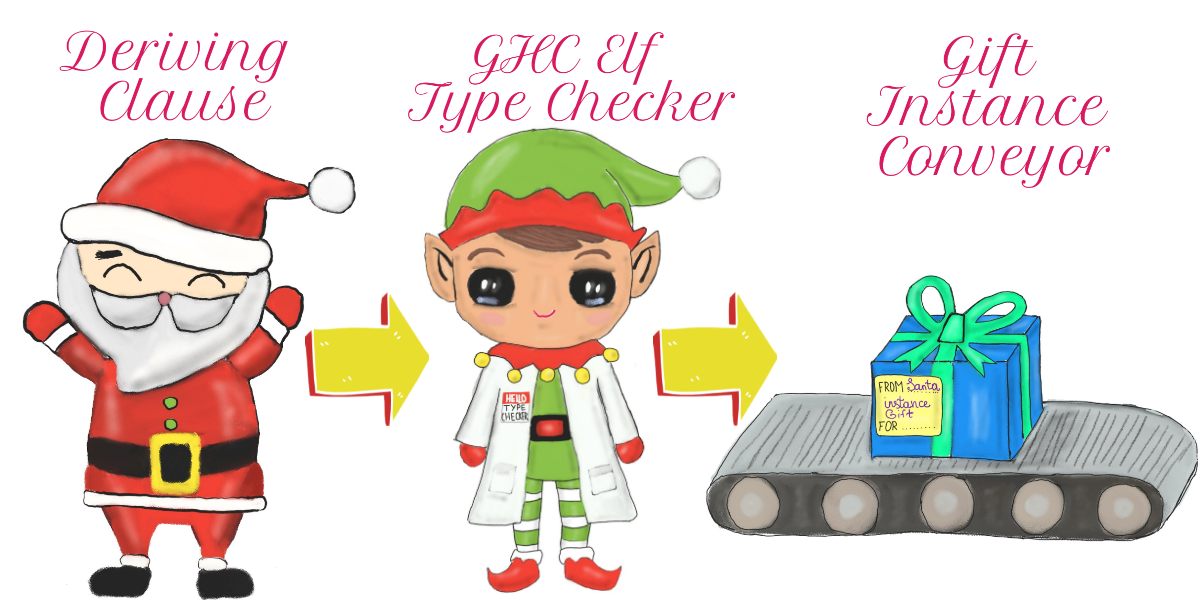 Deriving
Clause
GHC Elf
Type Checker
Gift
Instance
Conveyor
HELLO
TYPE
CHECKER
FROM Santa
instance
Gift
FOR ..........